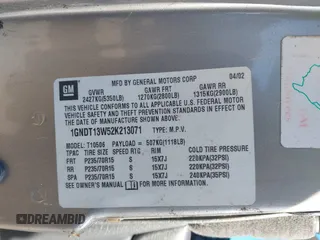 GM
MFD BY GENERAL MOTORS CORP 04/02
GVWR GAWR FRT GAWR RR
2427KG(5350LB) 1270KG(2800LB) 1315KG(2900LB)
THIS VEHICLE CONFORMS TO ALL APPLICABLE U.S. FEDERAL MOTOR
VEHICLE SAFETY AND THEFT PREVENTION STANDARDS IN EFFECT ON
THE DATE OF MANUFACTURE SHOWN ABOVE.
1GNDT13W52K213071 TYPE: M.P.V.
MODEL: T10506 PAYLOAD = 507KG(1118LB)
TPAC TIRE SIZE SPEED RTG RIM COLD TIRE PRESSURE
FRT P235/70R15 S 15X7J 220KPA(32PSI)
RR P235/70R15 S 15X7J 220KPA(32PSI)
SPA P235/70R15 S 15X7J 240KPA(35PSI)
SEE OWNER'S MANUAL FOR ADDITIONAL INFORMATION
DREAMBID